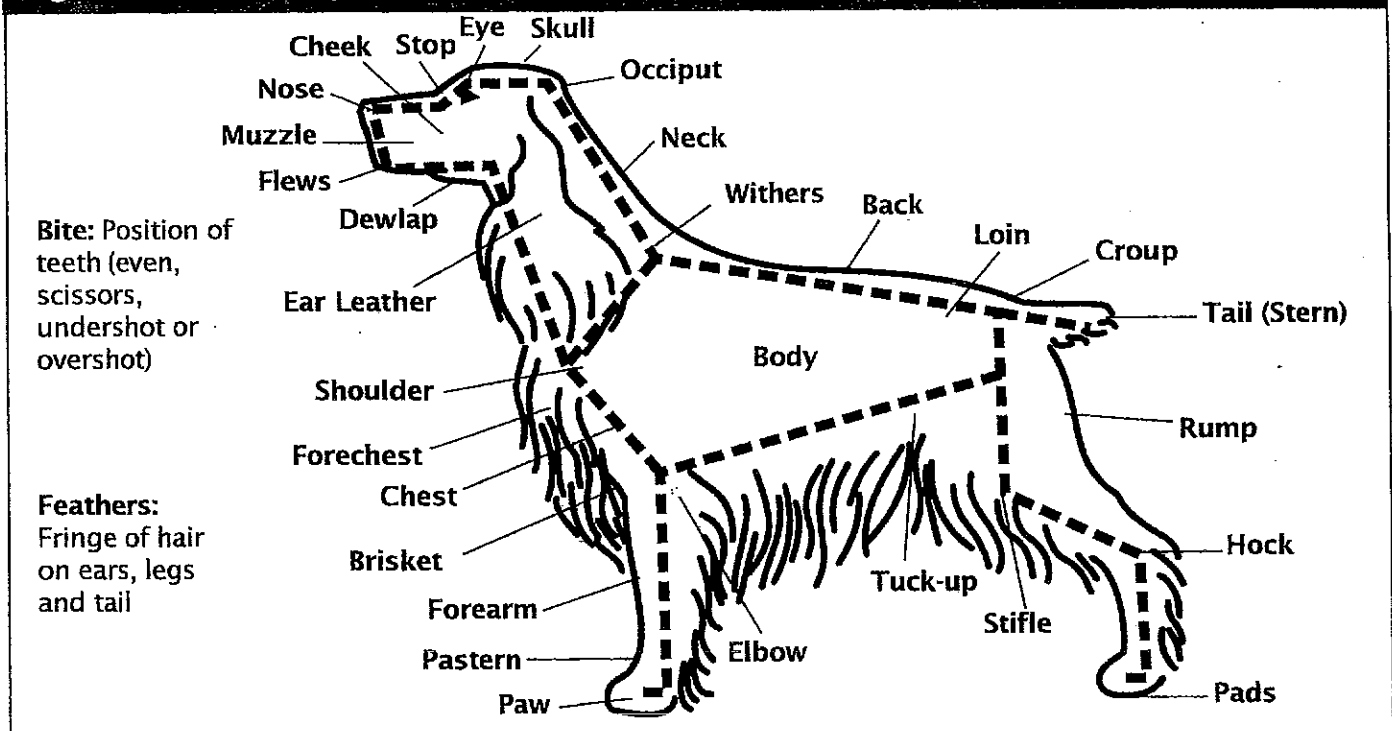 Eye
Skull
Cheek
Stop
Occiput
Nose
Muzzle
Neck
Flews
Withers
Dewlap
Back
Bite: Position of
teeth (even,
scissors,
undershot or
overshot)
Loin
Croup
Ear Leather
Tail (Stern)
Body
Shoulder
Rump
Forechest
Chest
Feathers:
Fringe of hair
on ears, legs
and tail
Brisket
Hock
Tuck-up
Forearm
Stifle
Elbow
Pastern
Paw
Pads